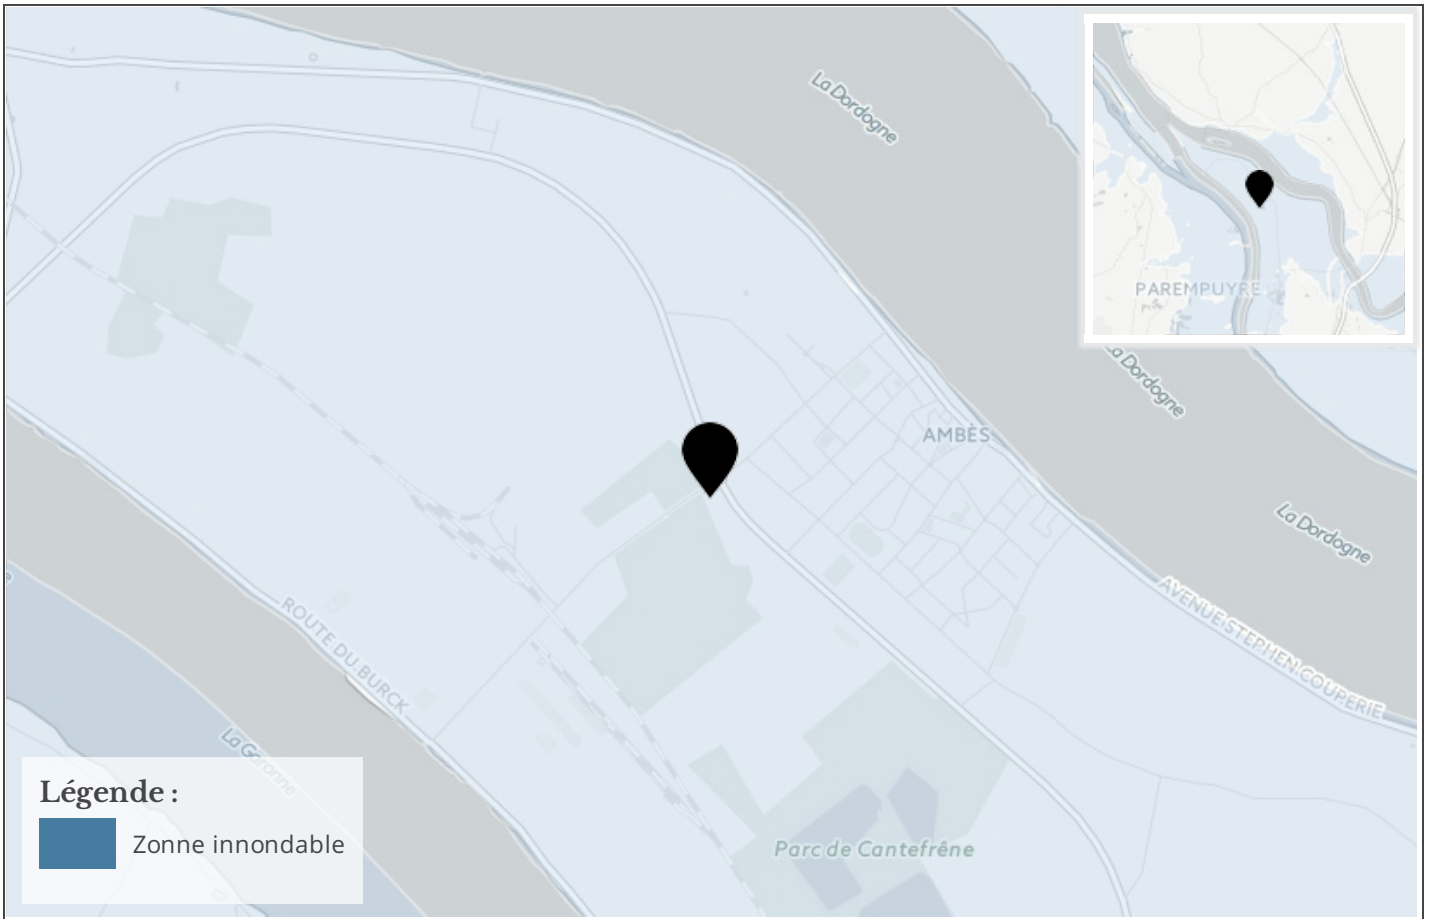 La Dordogne
PAREMPUYRE
La Dordogne
AMBÈS
La Dordogne
AVENUE STEPHEN COUPERIE
ROUTE DU BURCK
La Garonne
Légende :
Zonne innondable
Parc de Cantefrêne